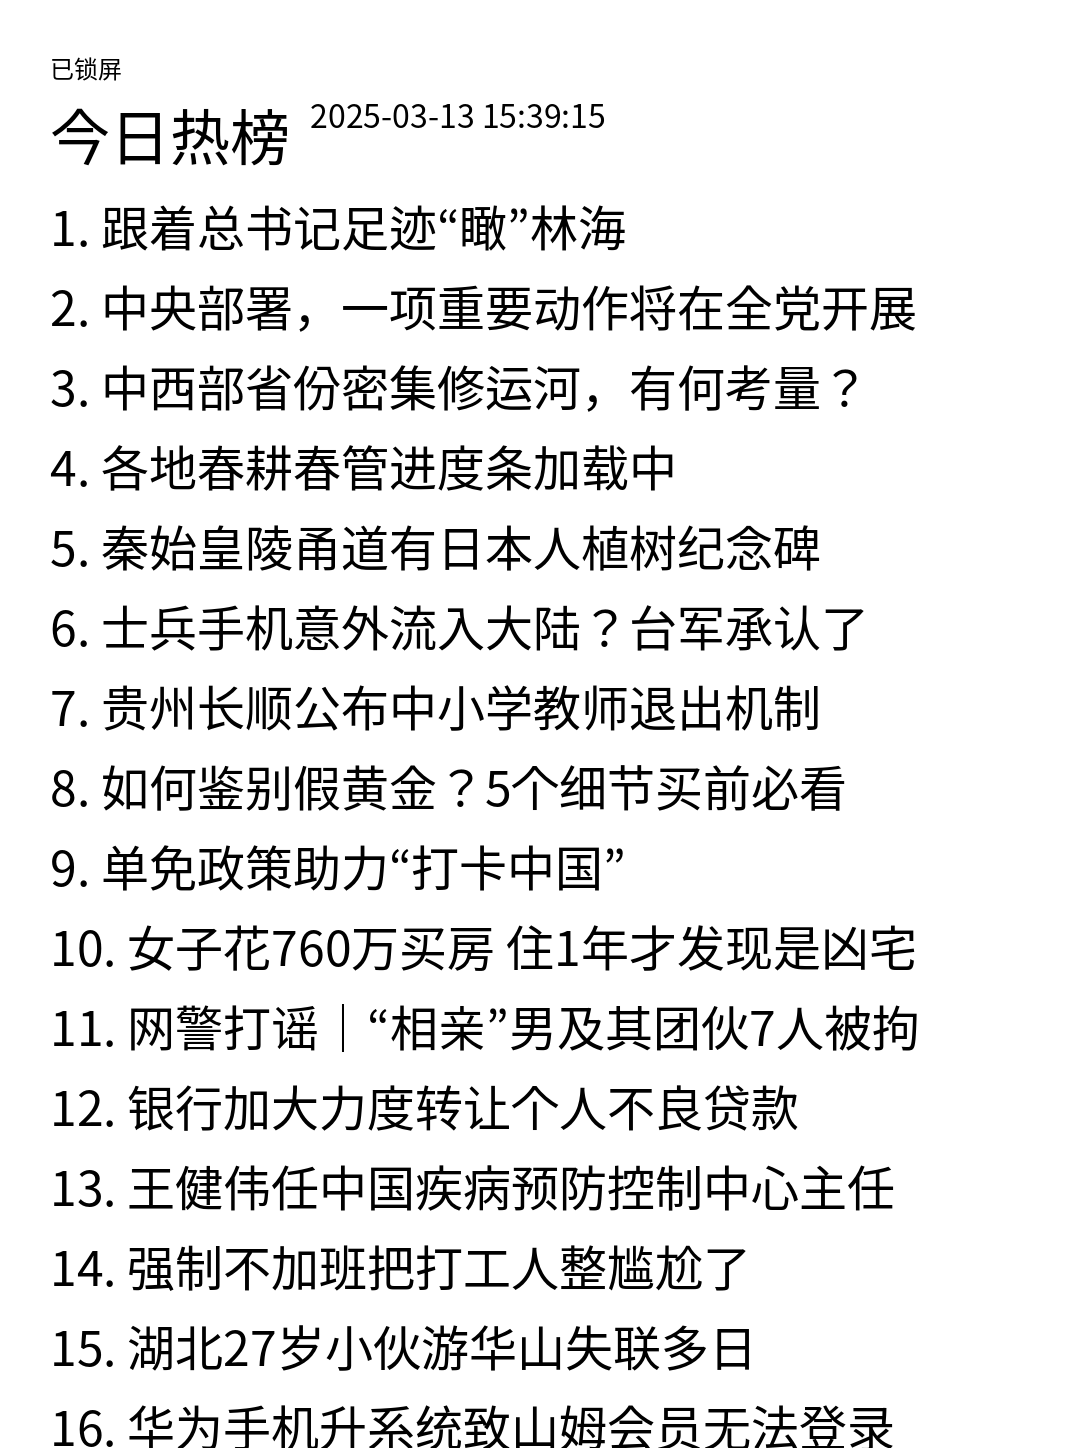 已锁屏
今日热榜 2025-03-13 15:39:15
1. 跟着总书记足迹“瞰”林海
2. 中央部署，一项重要动作将在全党开展
3. 中西部省份密集修运河，有何考量？
4. 各地春耕春管进度条加载中
5. 秦始皇陵甬道有日本人植树纪念碑
6. 士兵手机意外流入大陆？台军承认了
7. 贵州长顺公布中小学教师退出机制
8. 如何鉴别假黄金？5个细节买前必看
9. 单免政策助力“打卡中国”
10. 女子花760万买房 住1年才发现是凶宅
11. 网警打谣｜“相亲”男及其团伙7人被拘
12. 银行加大力度转让个人不良贷款
13. 王健伟任中国疾病预防控制中心主任
14. 强制不加班把打工人整尴尬了
15. 湖北27岁小伙游华山失联多日
16. 华为手机升系统致山姆会员无法登录